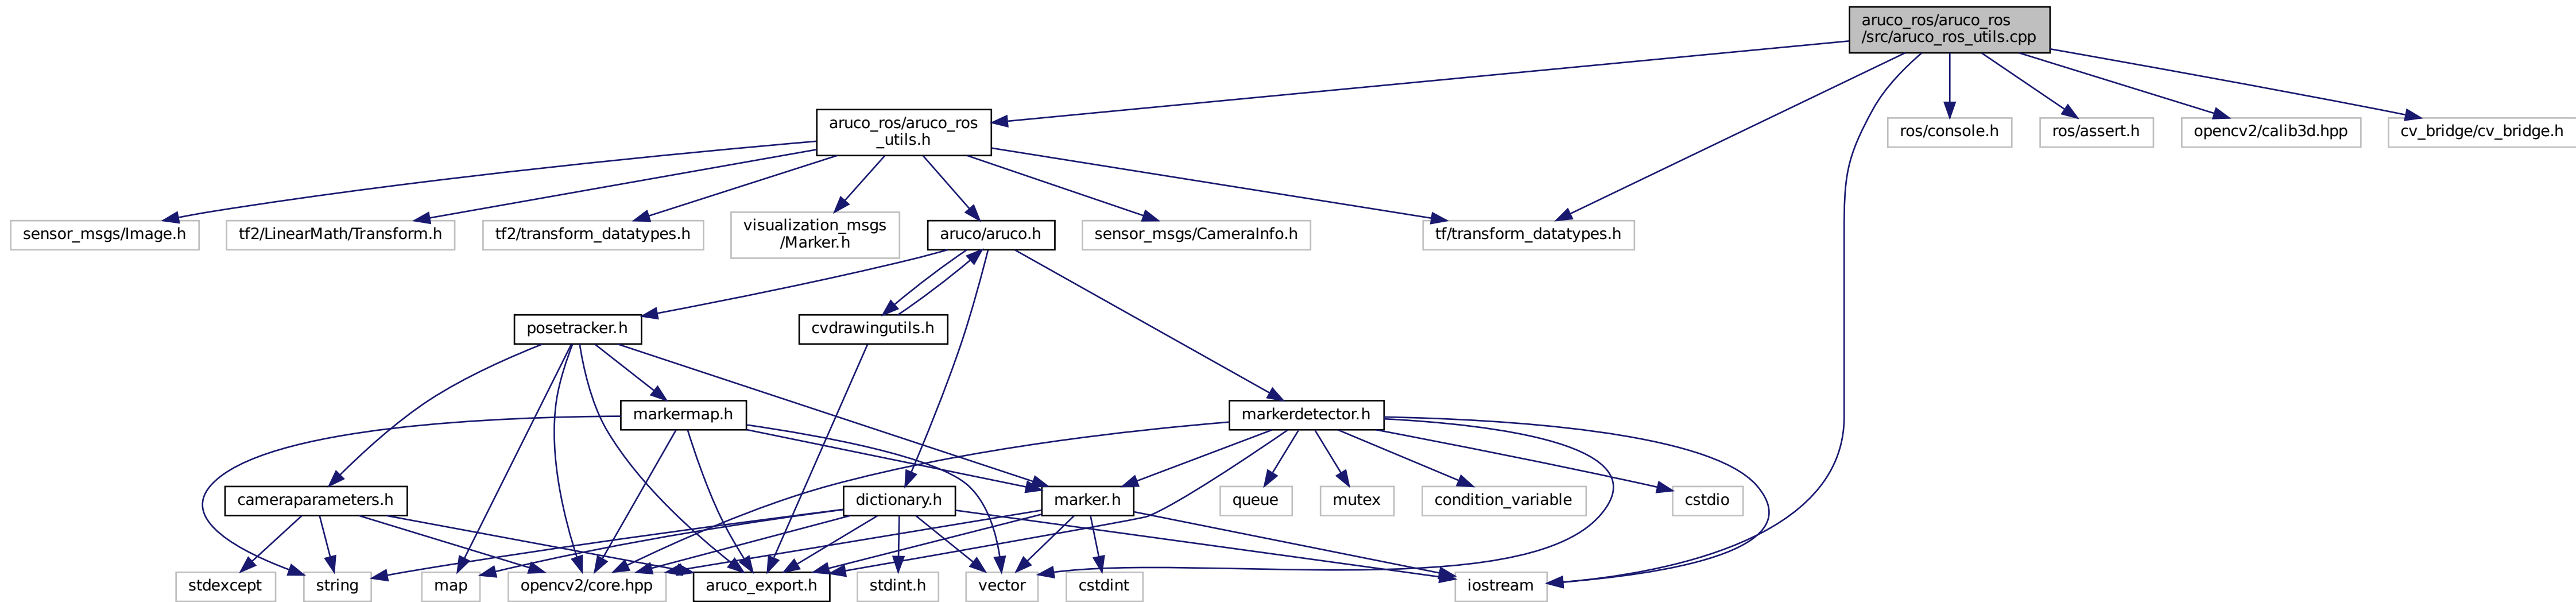 aruco_ros/aruco_ros
/src/aruco_ros_utils.cpp
aruco_ros/aruco_ros
_utils.h
ros/console.h
ros/assert.h
opencv2/calib3d.hpp
cv_bridge/cv_bridge.h
sensor_msgs/Image.h
tf2/LinearMath/Transform.h
tf2/transform_datatypes.h
visualization_msgs
/Marker.h
aruco/aruco.h
sensor_msgs/CameraInfo.h
tf/transform_datatypes.h
posetracker.h
cvdrawingutils.h
markermap.h
markerdetector.h
cameraparameters.h
dictionary.h
marker.h
queue
mutex
condition_variable
cstdio
stdexcept
string
map
opencv2/core.hpp
aruco_export.h
stdint.h
vector
cstdint
iostream